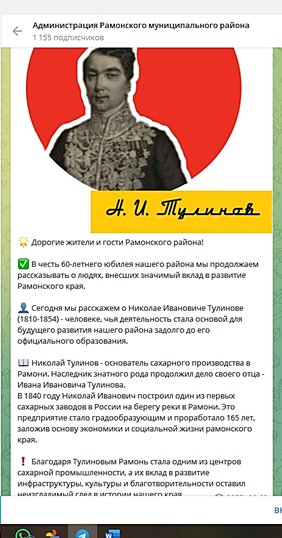 Администрация Рамонского муниципального района
1 155 подписчиков
Н. И. Тулинов
Дорогие жители и гости Рамонского района!
В честь 60-летнего юбилея нашего района мы продолжаем
рассказывать о людях, внесших значимый вклад в развитие
Рамонского края.
Сегодня мы расскажем о Николае Ивановиче Тулинове
(1810-1854) - человеке, чья деятельность стала основой для
будущего развития нашего района задолго до его
официального образования.
Николай Тулинов - основатель сахарного производства в
Рамони. Наследник знатного рода продолжил дело своего отца -
Ивана Ивановича Тулинова.
В 1840 году Николай Иванович построил один из первых
сахарных заводов в России на берегу реки в Рамони. Это
предприятие стало градообразующим и проработало 165 лет,
заложив основу экономики и социальной жизни рамонского
края.
Благодаря Тулиновым Рамонь стала одним из центров
сахарной промышленности, а их вклад в развитие
инфраструктуры, культуры и благотворительности оставил
неизгладимый след в истории нашего края